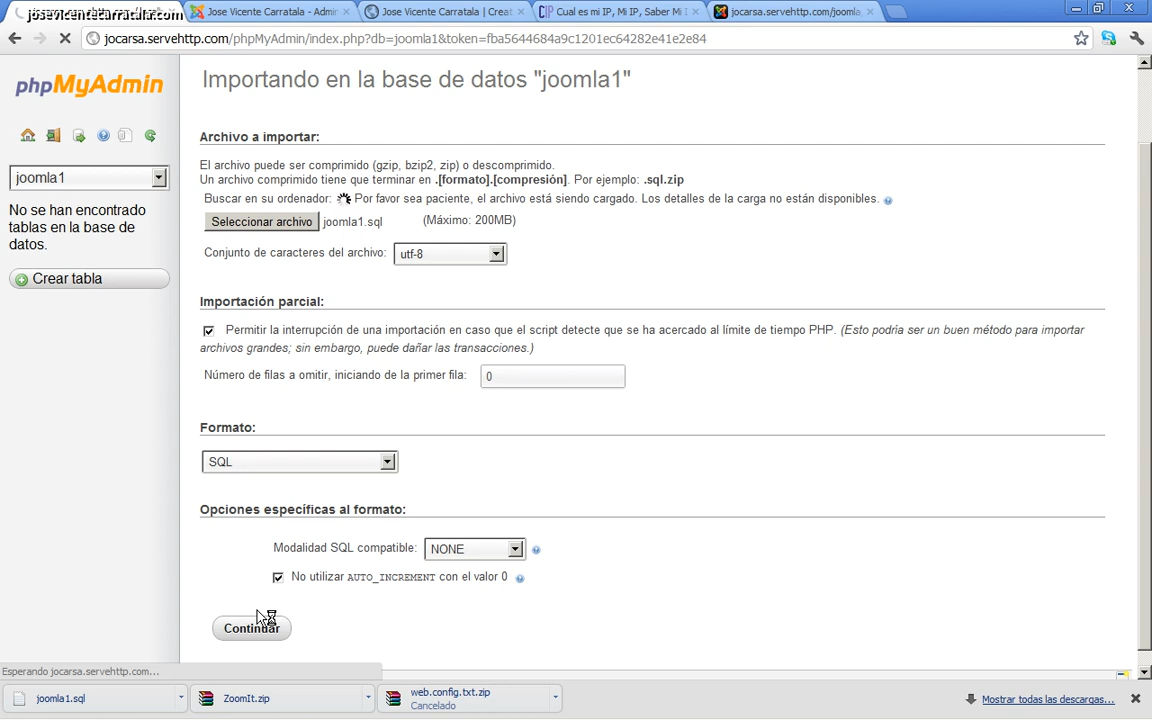 josevicentecarratala.com
Jose Vicente Carratala - Admin
Jose Vicente Carratala | Creat
Cual es mi IP, Mi IP, Saber Mi I
jocarsa.servehttp.com/joomla
jocarsa.servehttp.com/phpMyAdmin/index.php?db=joomla1&token=fba5644684a9c1201ec64282e41e2e84
phpMyAdmin
joomla1
No se han encontrado
tablas en la base de
datos.
Crear tabla
Importando en la base de datos "joomla1"
Archivo a importar:
El archivo puede ser comprimido (gzip, bzip2, zip) o descomprimido.
Un archivo comprimido tiene que terminar en .[formato].[compresión]. Por ejemplo: .sql.zip
Buscar en su ordenador: Por favor sea paciente, el archivo está siendo cargado. Los detalles de la carga no están disponibles.
Seleccionar archivo joomla1.sql (Máximo: 200MB)
Conjunto de caracteres del archivo: utf-8
Importación parcial:
Permitir la interrupción de una importación en caso que el script detecte que se ha acercado al límite de tiempo PHP. (Esto podría ser un buen método para importar
archivos grandes; sin embargo, puede dañar las transacciones.)
Número de filas a omitir, iniciando de la primer fila: 0
Formato:
SQL
Opciones específicas al formato:
Modalidad SQL compatible: NONE
No utilizar AUTO_INCREMENT con el valor 0
Continuar
Esperando jocarsa.servehttp.com...
joomla1.sql
ZoomIt.zip
web.config.txt.zip
Cancelado
Mostrar todas las descargas...